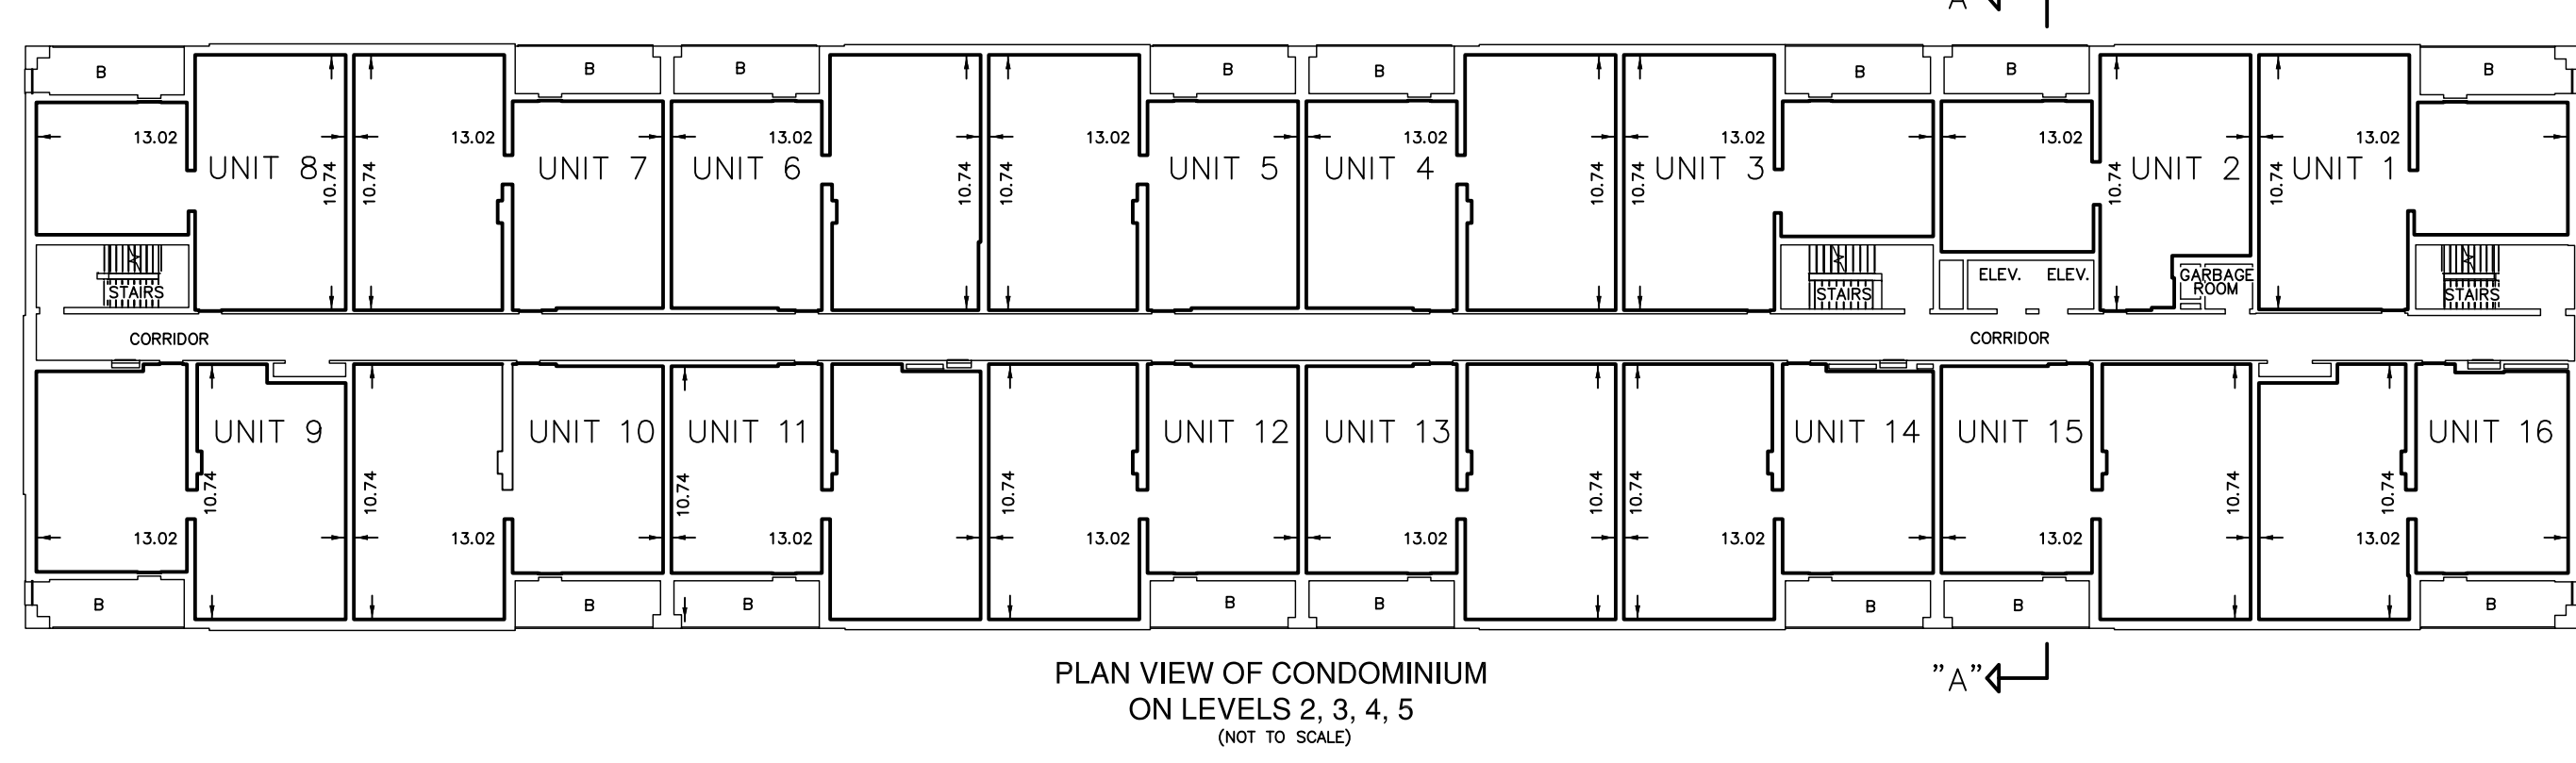 "A"
B B B B B B B B
13.02 13.02 13.02 13.02 13.02 13.02 13.02 13.02
UNIT 8 UNIT 7 UNIT 6 UNIT 5 UNIT 4 UNIT 3 UNIT 2 UNIT 1
10.74 10.74 10.74 10.74 10.74 10.74 10.74 10.74
ELEV. ELEV. GARBAGE
ROOM
STAIRS STAIRS STAIRS
CORRIDOR CORRIDOR
UNIT 9 UNIT 10 UNIT 11 UNIT 12 UNIT 13 UNIT 14 UNIT 15 UNIT 16
10.74 10.74 10.74 10.74 10.74 10.74 10.74 10.74
13.02 13.02 13.02 13.02 13.02 13.02 13.02 13.02
B B B B B B B B
PLAN VIEW OF CONDOMINIUM
"A"
ON LEVELS 2, 3, 4, 5
(NOT TO SCALE)